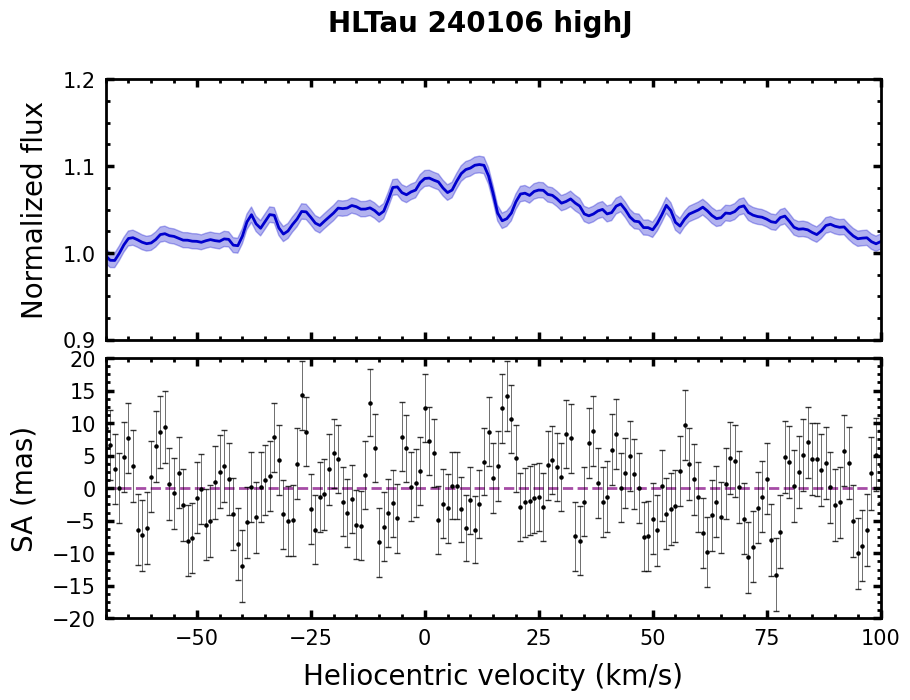 HLTau 240106 highJ
1.2
1.1
1.0
0.9
Normalized flux
20
15
10
5
0
−5
−10
−15
−20
SA (mas)
−50 −25 0 25 50 75 100
Heliocentric velocity (km/s)